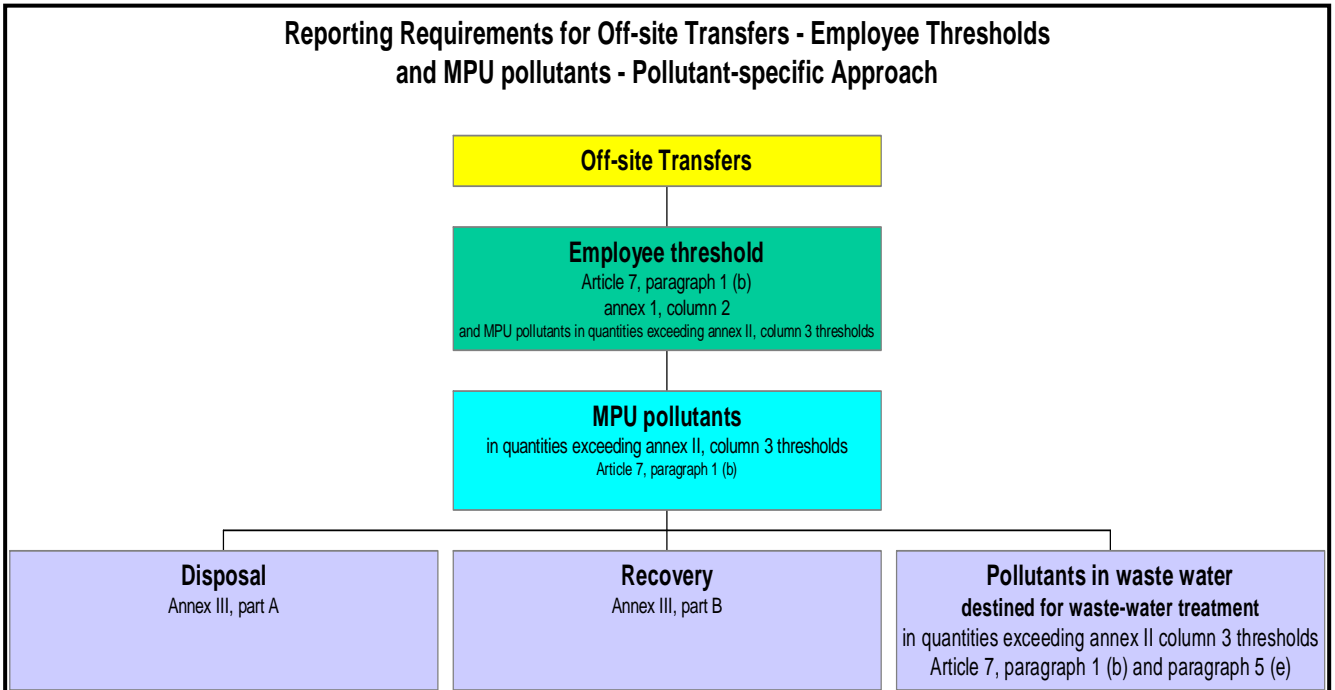 Reporting Requirements for Off-site Transfers - Employee Thresholds
and MPU pollutants - Pollutant-specific Approach
Off-site Transfers
Employee threshold
Article 7, paragraph 1 (b)
annex 1, column 2
and MPU pollutants in quantities exceeding annex II, column 3 thresholds
MPU pollutants
in quantities exceeding annex II, column 3 thresholds
Article 7, paragraph 1 (b)
Disposal
Annex III, part A
Recovery
Annex III, part B
Pollutants in waste water
destined for waste-water treatment
in quantities exceeding annex II column 3 thresholds
Article 7, paragraph 1 (b) and paragraph 5 (e)